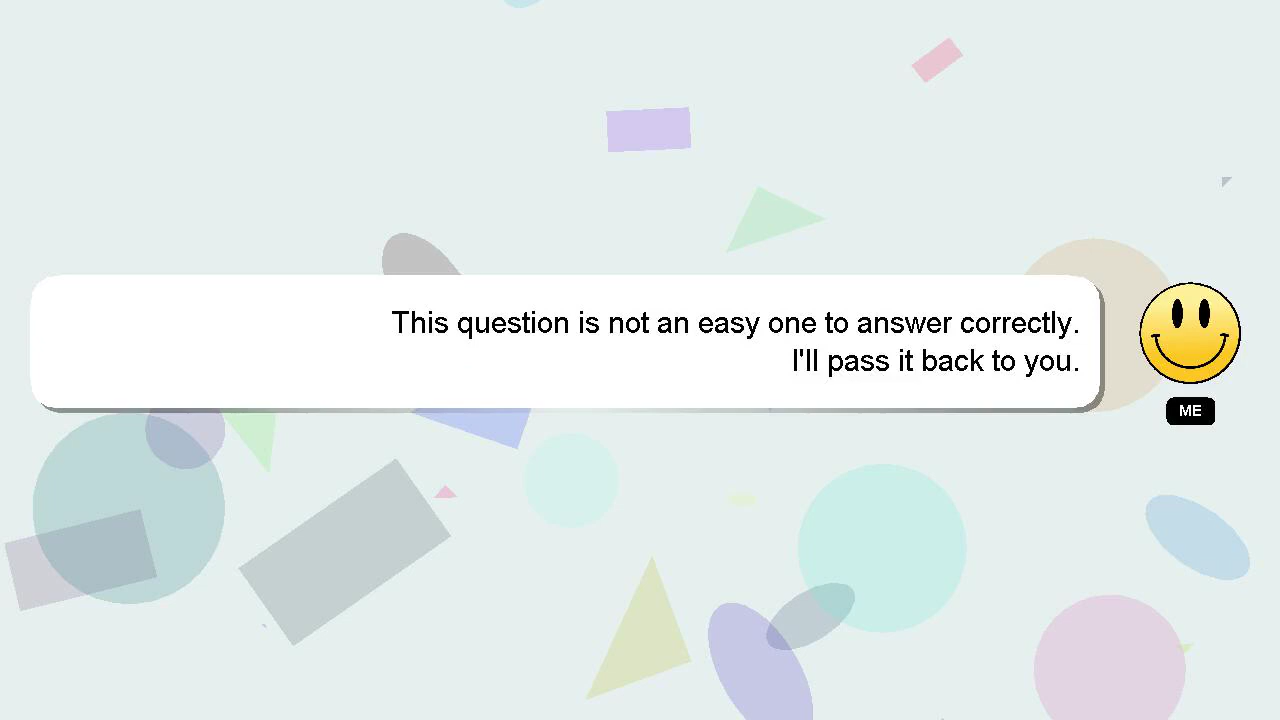 This question is not an easy one to answer correctly.
I'll pass it back to you.
ME